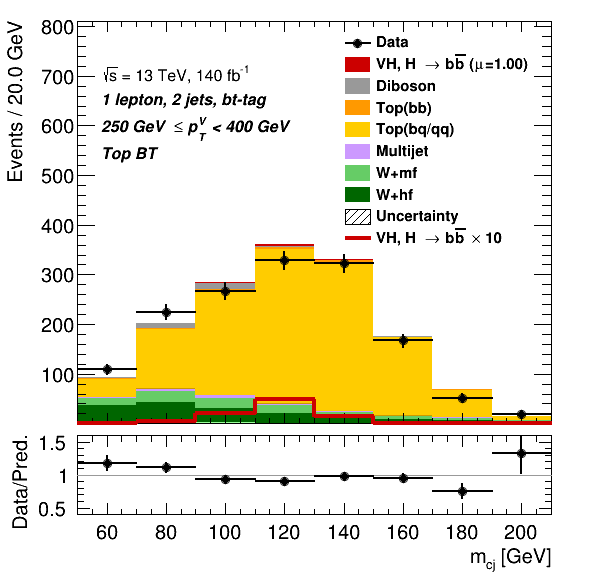 Events / 20.0 GeV
800
700
600
500
400
300
200
100
√s = 13 TeV, 140 fb⁻¹
1 lepton, 2 jets, bt-tag
250 GeV ≤ p_T^V < 400 GeV
Top BT
Data
VH, H → bb̅ (μ=1.00)
Diboson
Top(bb)
Top(bq/qq)
Multijet
W+mf
W+hf
Uncertainty
VH, H → bb̅ × 10
Data/Pred.
1.5
1
0.5
60 80 100 120 140 160 180 200
m_cj [GeV]